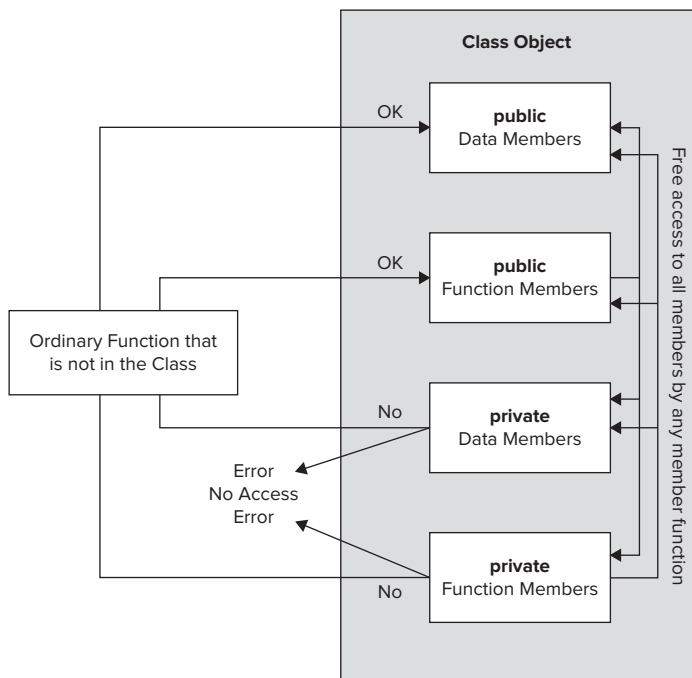 Class Object
OK
public
Data Members
OK
public
Function Members
Ordinary Function that
is not in the Class
No
private
Data Members
Error
No Access
Error
private
Function Members
No
Free access to all members by any member function